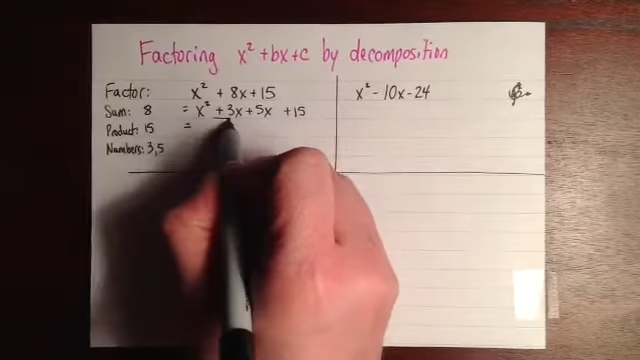 Factoring x² + bx + c by decomposition
Factor: x² + 8x + 15
Sum: 8 = x² + 3x + 5x + 15
Product: 15 =
Numbers: 3,5
x² - 10x - 24